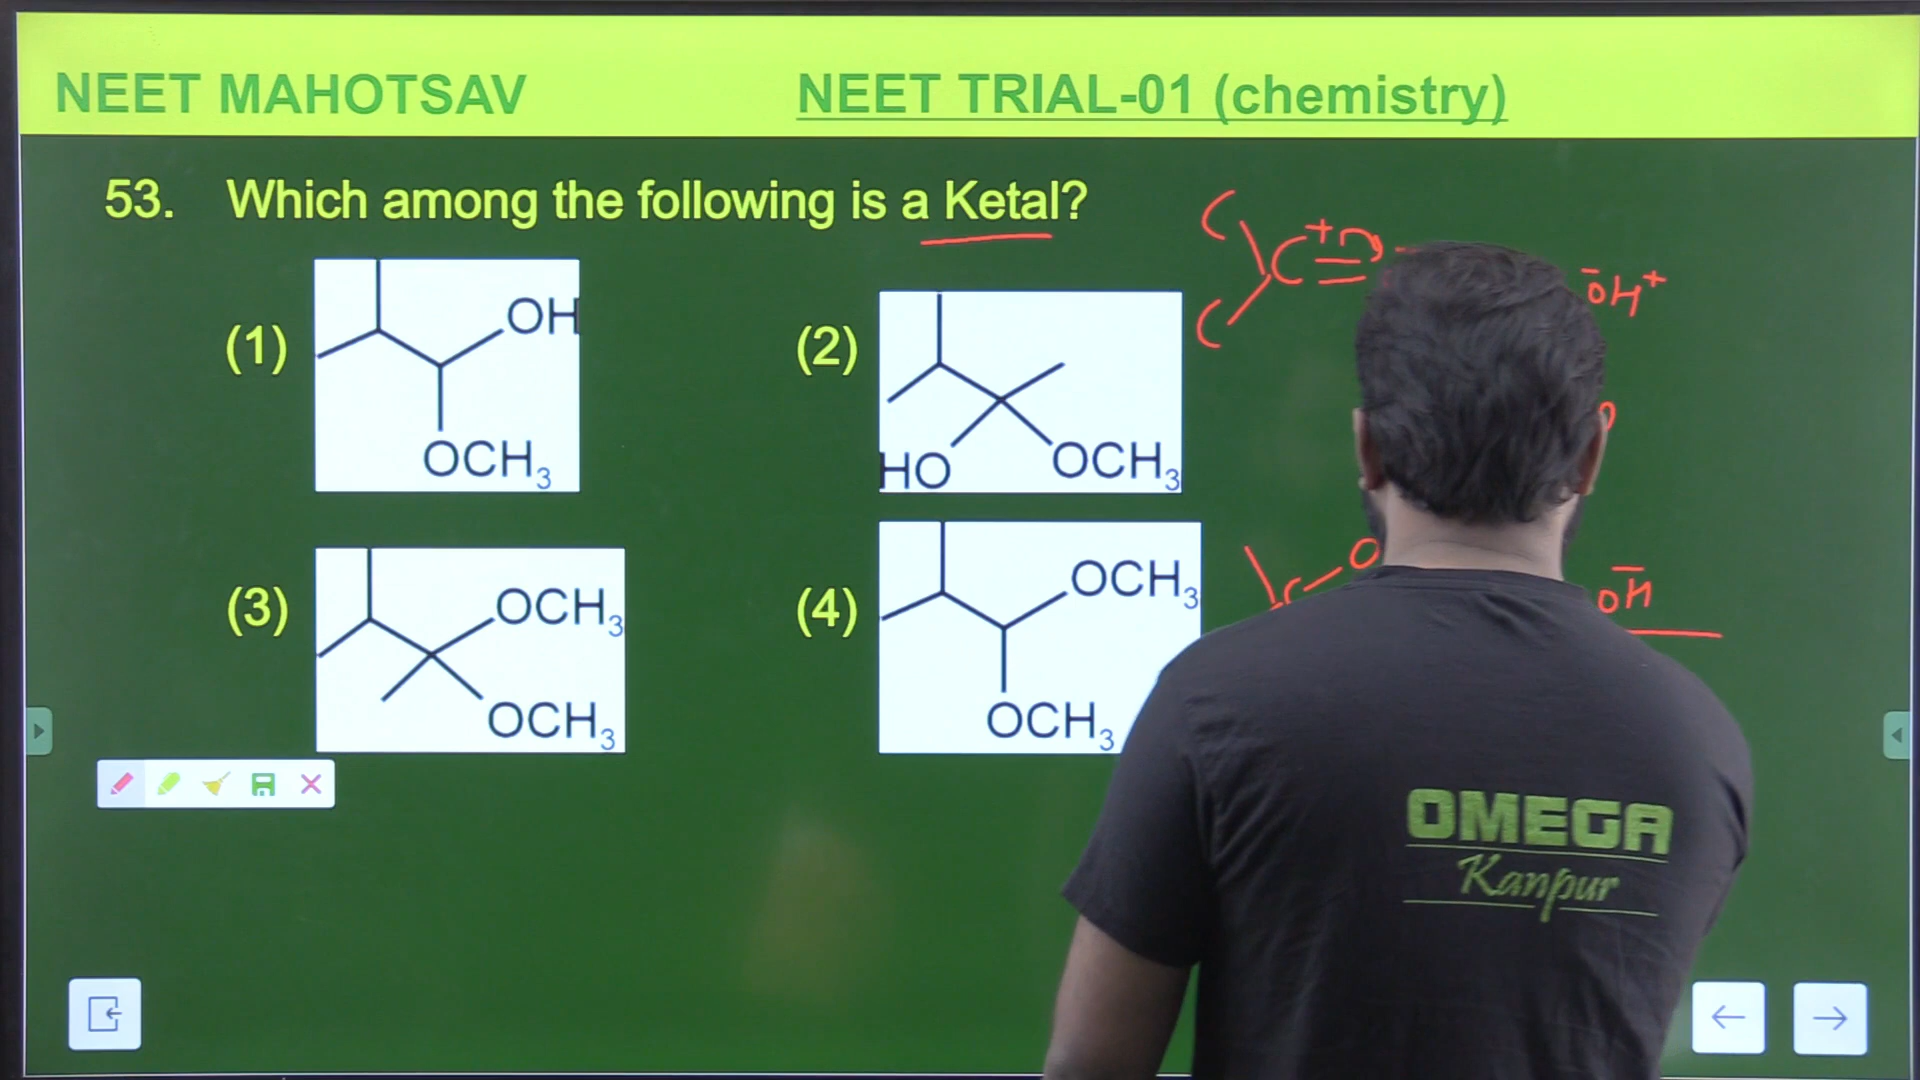 NEET MAHOTSAV
NEET TRIAL-01 (chemistry)
53. Which among the following is a Ketal?
(1)
OH
OCH3
(2)
HO
OCH3
(3)
OCH3
OCH3
(4)
OCH3
OCH3
OMEGA
Kanpur